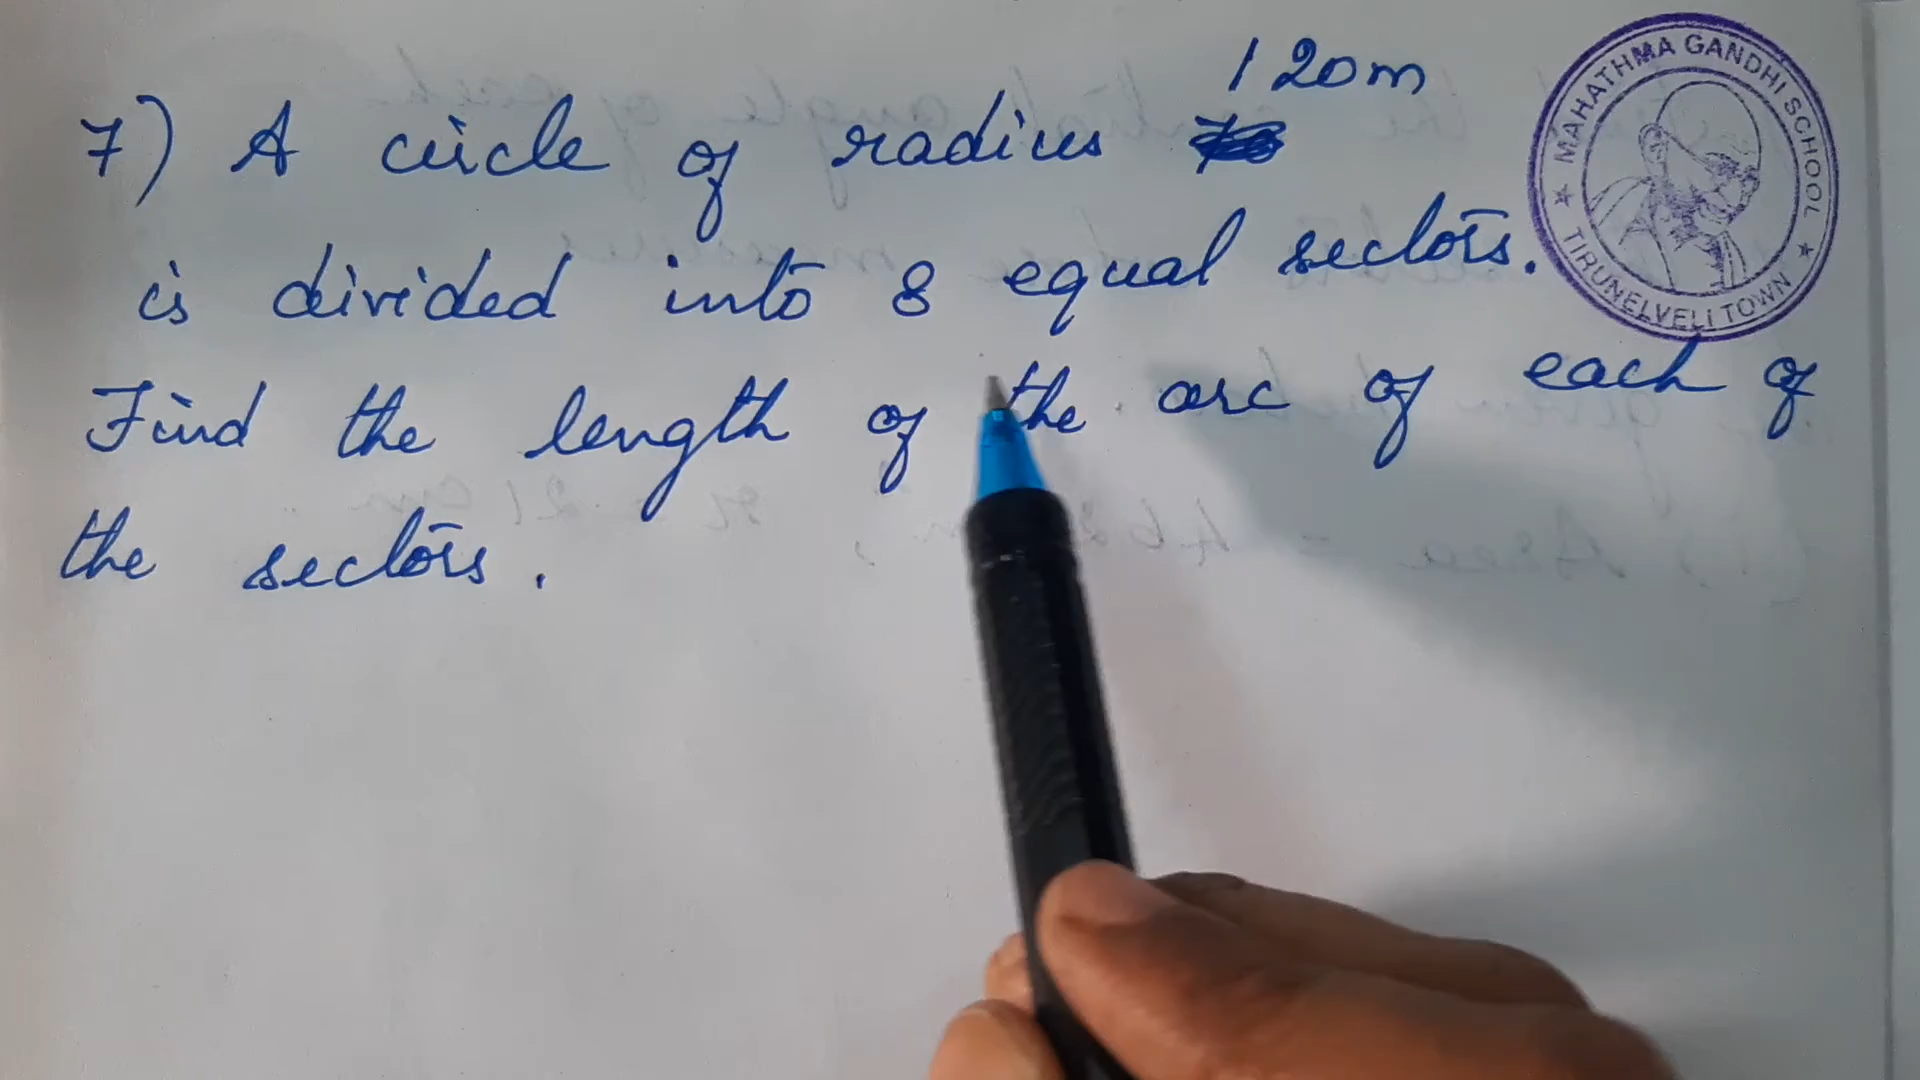 120m
7) A circle of radius
is divided into 8 equal sectors.
Find the length of the arc of each of
the sectors.
MAHATHMA GANDHI SCHOOL
TIRUNELVELI TOWN